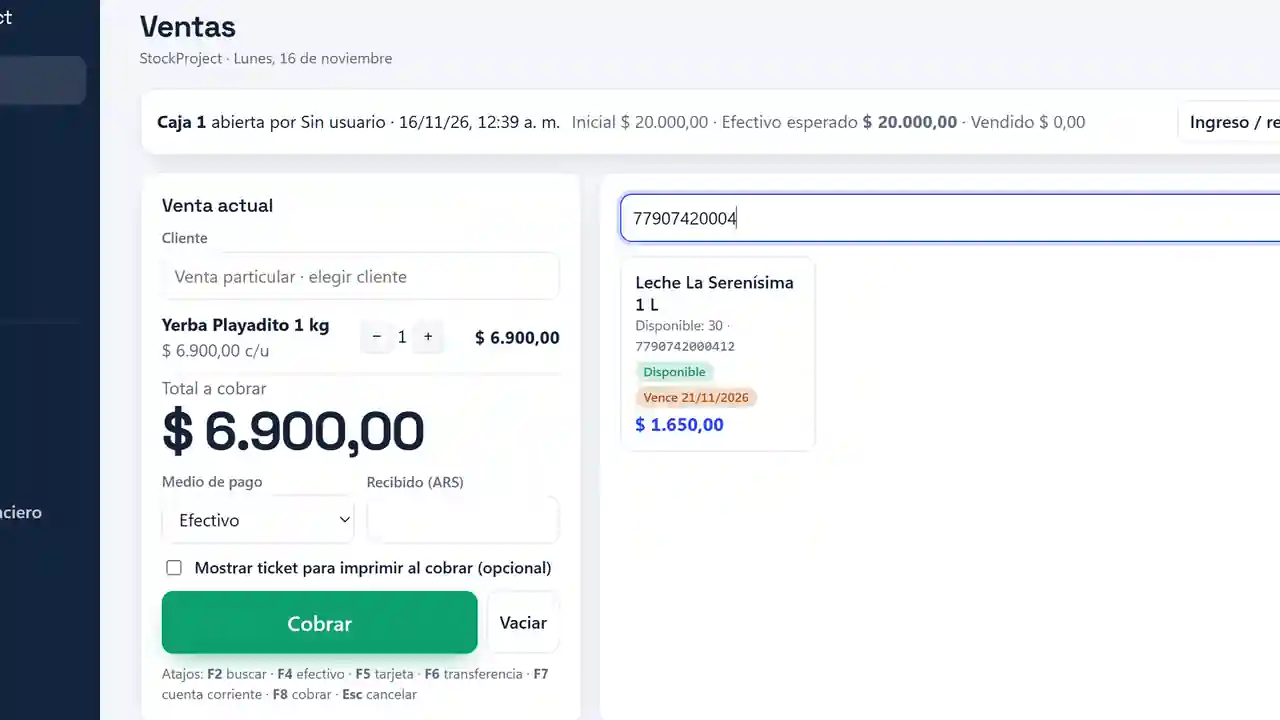 ct
Ventas
StockProject · Lunes, 16 de noviembre
Caja 1 abierta por Sin usuario · 16/11/26, 12:39 a. m. Inicial $ 20.000,00 · Efectivo esperado $ 20.000,00 · Vendido $ 0,00
Ingreso / re
Venta actual
Cliente
Venta particular · elegir cliente
Yerba Playadito 1 kg
$ 6.900,00 c/u
− 1 +
$ 6.900,00
Total a cobrar
$ 6.900,00
Medio de pago
Recibido (ARS)
Efectivo
Mostrar ticket para imprimir al cobrar (opcional)
Cobrar
Vaciar
Atajos: F2 buscar · F4 efectivo · F5 tarjeta · F6 transferencia · F7
cuenta corriente · F8 cobrar · Esc cancelar
77907420004
Leche La Serenísima
1 L
Disponible: 30 ·
7790742000412
Disponible
Vence 21/11/2026
$ 1.650,00
nciero